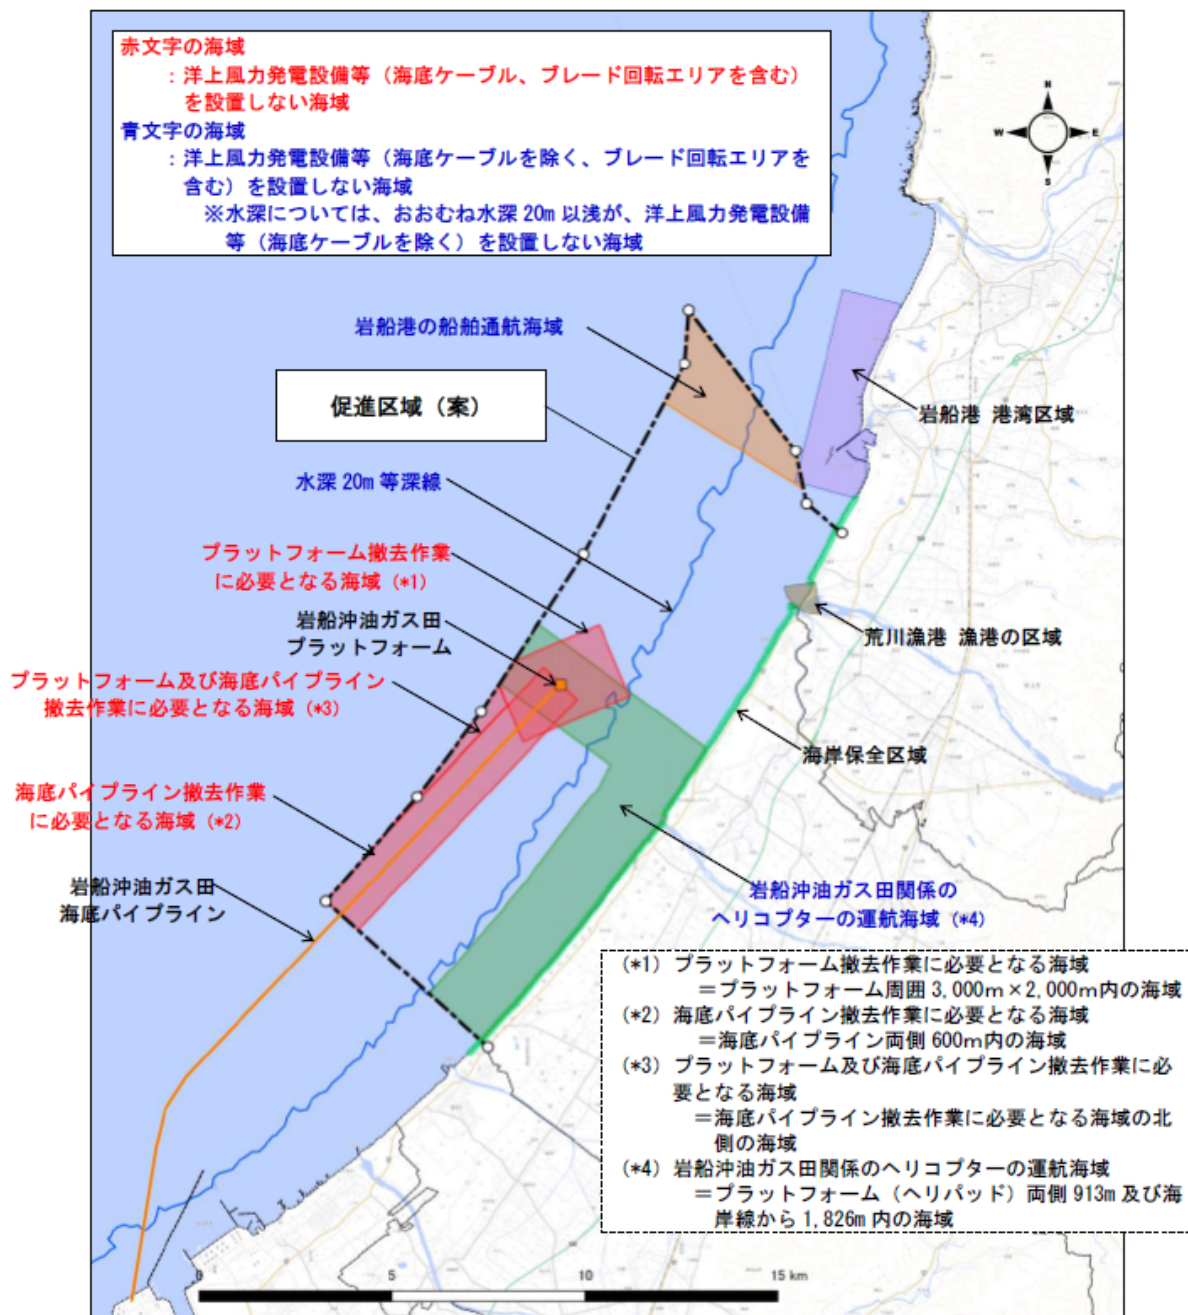 赤文字の海域
：洋上風力発電設備等（海底ケーブル、ブレード回転エリアを含む）
を設置しない海域
青文字の海域
：洋上風力発電設備等（海底ケーブルを除く、ブレード回転エリアを
含む）を設置しない海域
※水深については、おおむね水深20m以浅が、洋上風力発電設備
等（海底ケーブルを除く）を設置しない海域
N
W
E
S
岩船港の船舶通航海域
促進区域（案）
岩船港 港湾区域
水深20m等深線
プラットフォーム撤去作業
に必要となる海域(*1)
岩船沖油ガス田
プラットフォーム
荒川漁港 漁港の区域
プラットフォーム及び海底パイプライン
撤去作業に必要となる海域(*3)
海岸保全区域
海底パイプライン撤去作業
に必要となる海域(*2)
岩船沖油ガス田
海底パイプライン
岩船沖油ガス田関係の
ヘリコプターの運航海域(*4)
(*1) プラットフォーム撤去作業に必要となる海域
＝プラットフォーム周囲3,000m×2,000m内の海域
(*2) 海底パイプライン撤去作業に必要となる海域
＝海底パイプライン両側600m内の海域
(*3) プラットフォーム及び海底パイプライン撤去作業に必
要となる海域
＝海底パイプライン撤去作業に必要となる海域の北
側の海域
(*4) 岩船沖油ガス田関係のヘリコプターの運航海域
＝プラットフォーム（ヘリパッド）両側913m及び海
岸線から1,826m内の海域
0 5 10 15 km